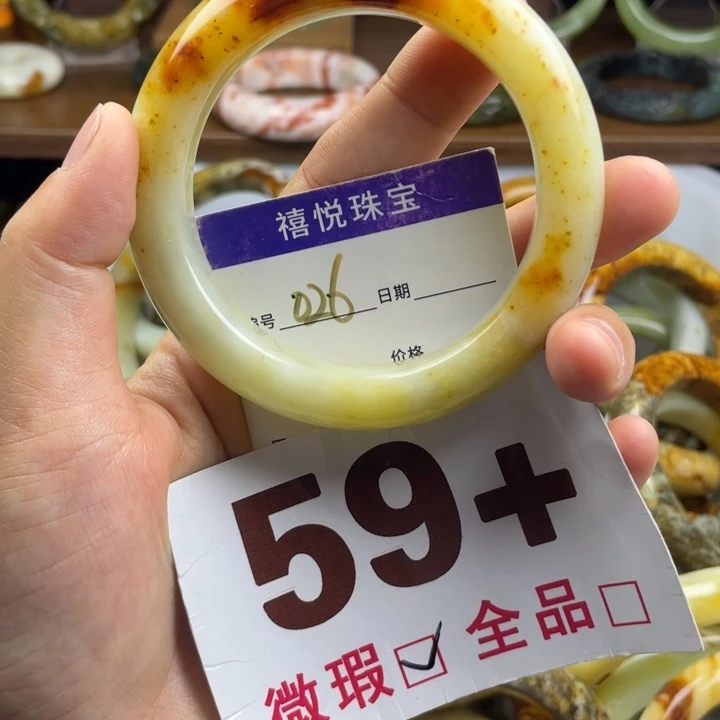 禧悦珠宝
号 026 日期
价格
59+
微瑕☑ 全品☐